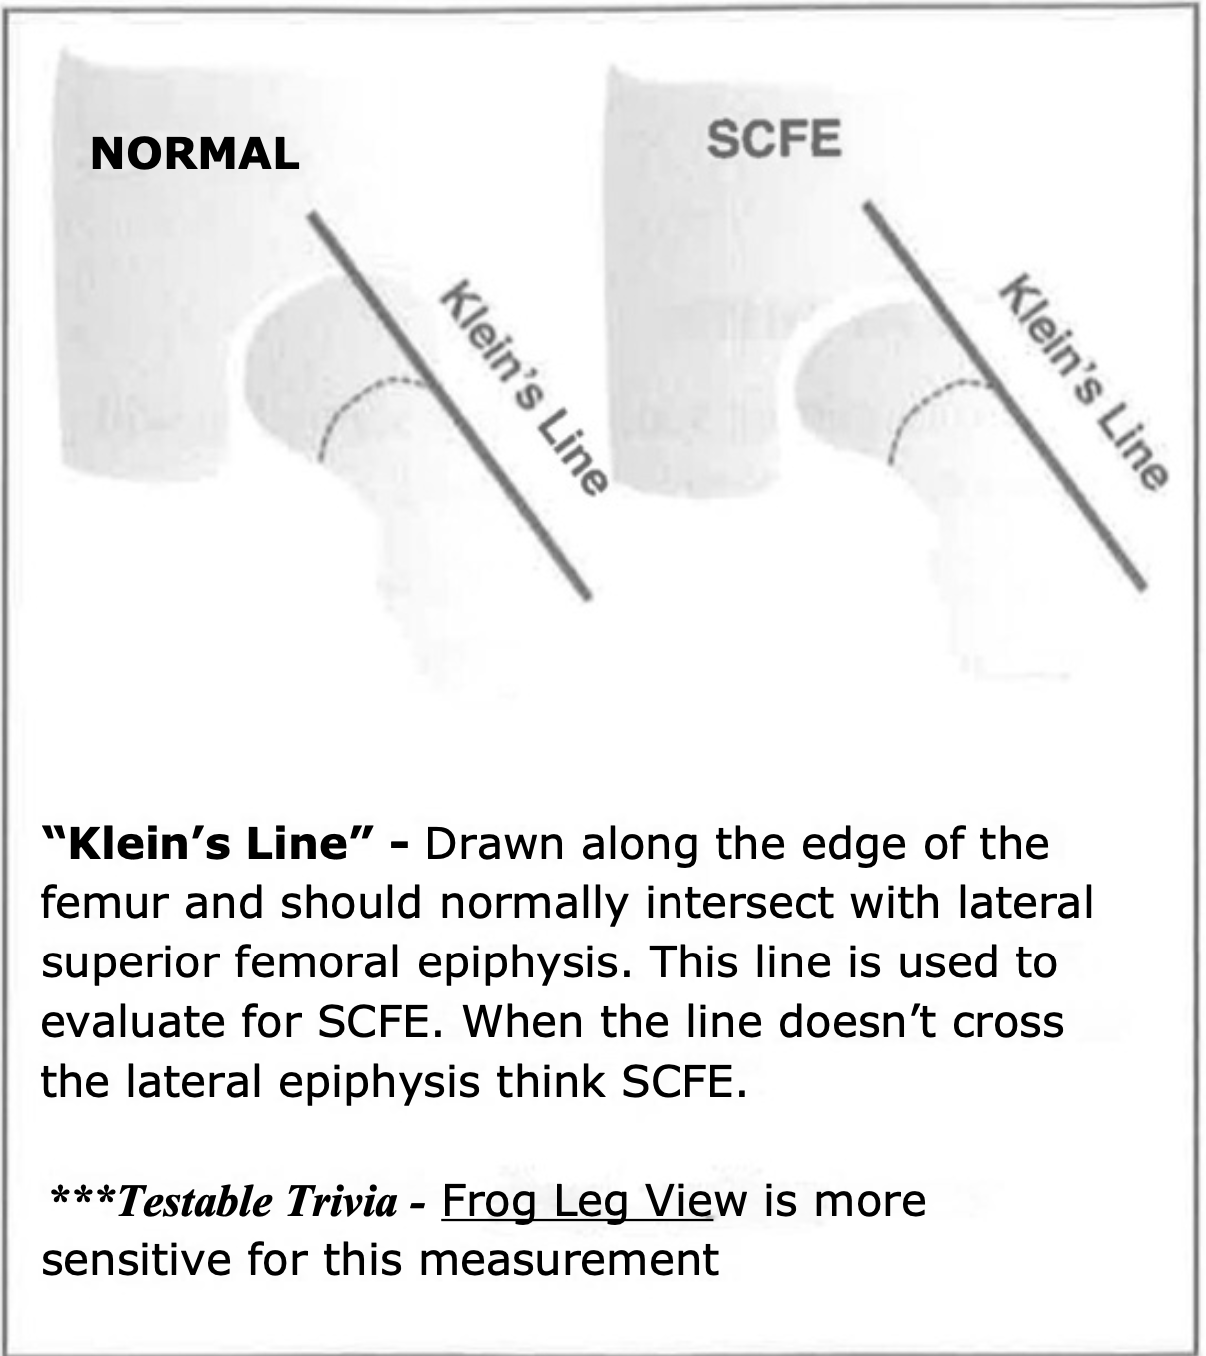 NORMAL
SCFE
Klein's Line
Klein's Line
“Klein’s Line” - Drawn along the edge of the
femur and should normally intersect with lateral
superior femoral epiphysis. This line is used to
evaluate for SCFE. When the line doesn’t cross
the lateral epiphysis think SCFE.
***Testable Trivia - Frog Leg View is more
sensitive for this measurement